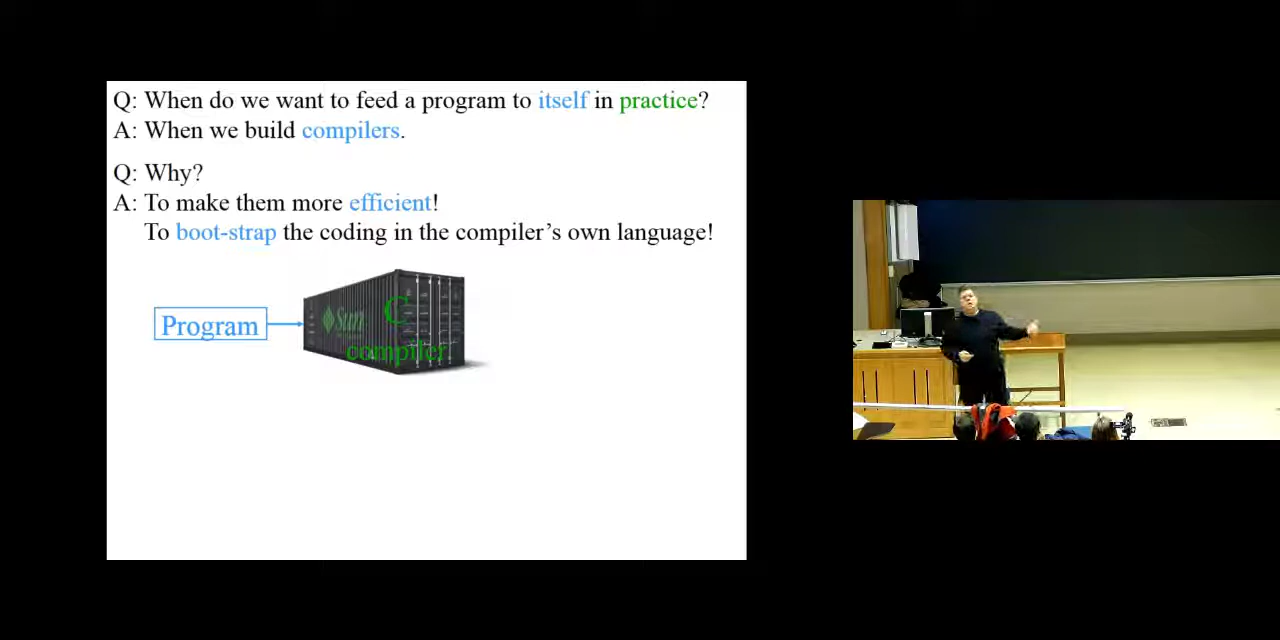 Q: When do we want to feed a program to itself in practice?
A: When we build compilers.
Q: Why?
A: To make them more efficient!
To boot-strap the coding in the compiler’s own language!
Program
Sun
C
compiler